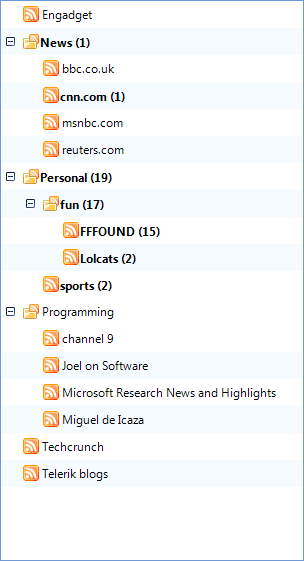 Engadget
News (1)
bbc.co.uk
cnn.com (1)
msnbc.com
reuters.com
Personal (19)
fun (17)
FFFOUND (15)
Lolcats (2)
sports (2)
Programming
channel 9
Joel on Software
Microsoft Research News and Highlights
Miguel de Icaza
Techcrunch
Telerik blogs